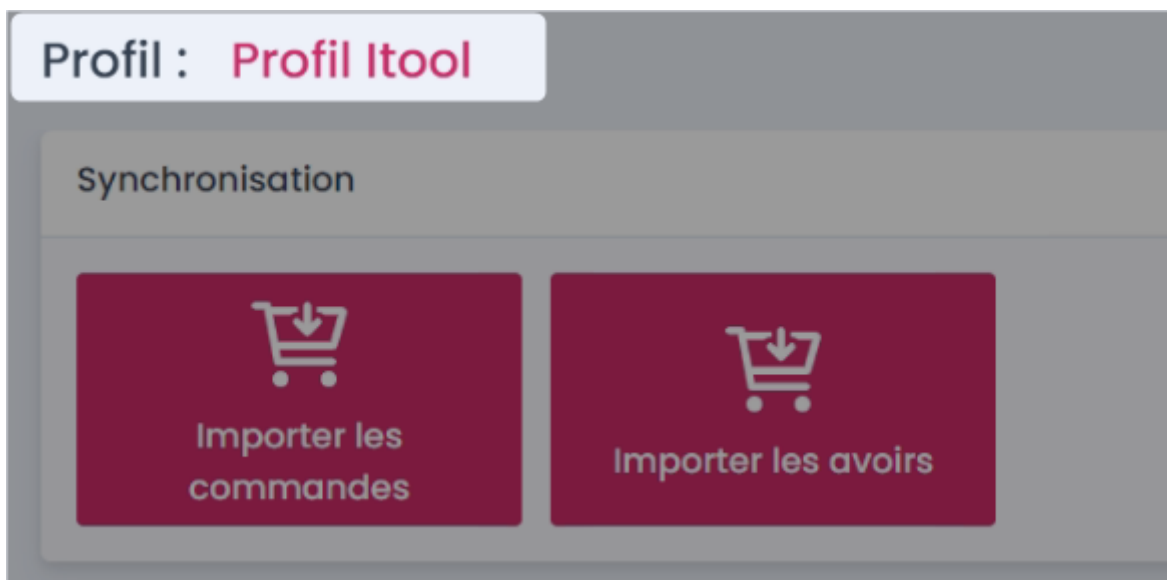 Profil : Profil Itool
Synchronisation
Importer les
commandes
Importer les avoirs